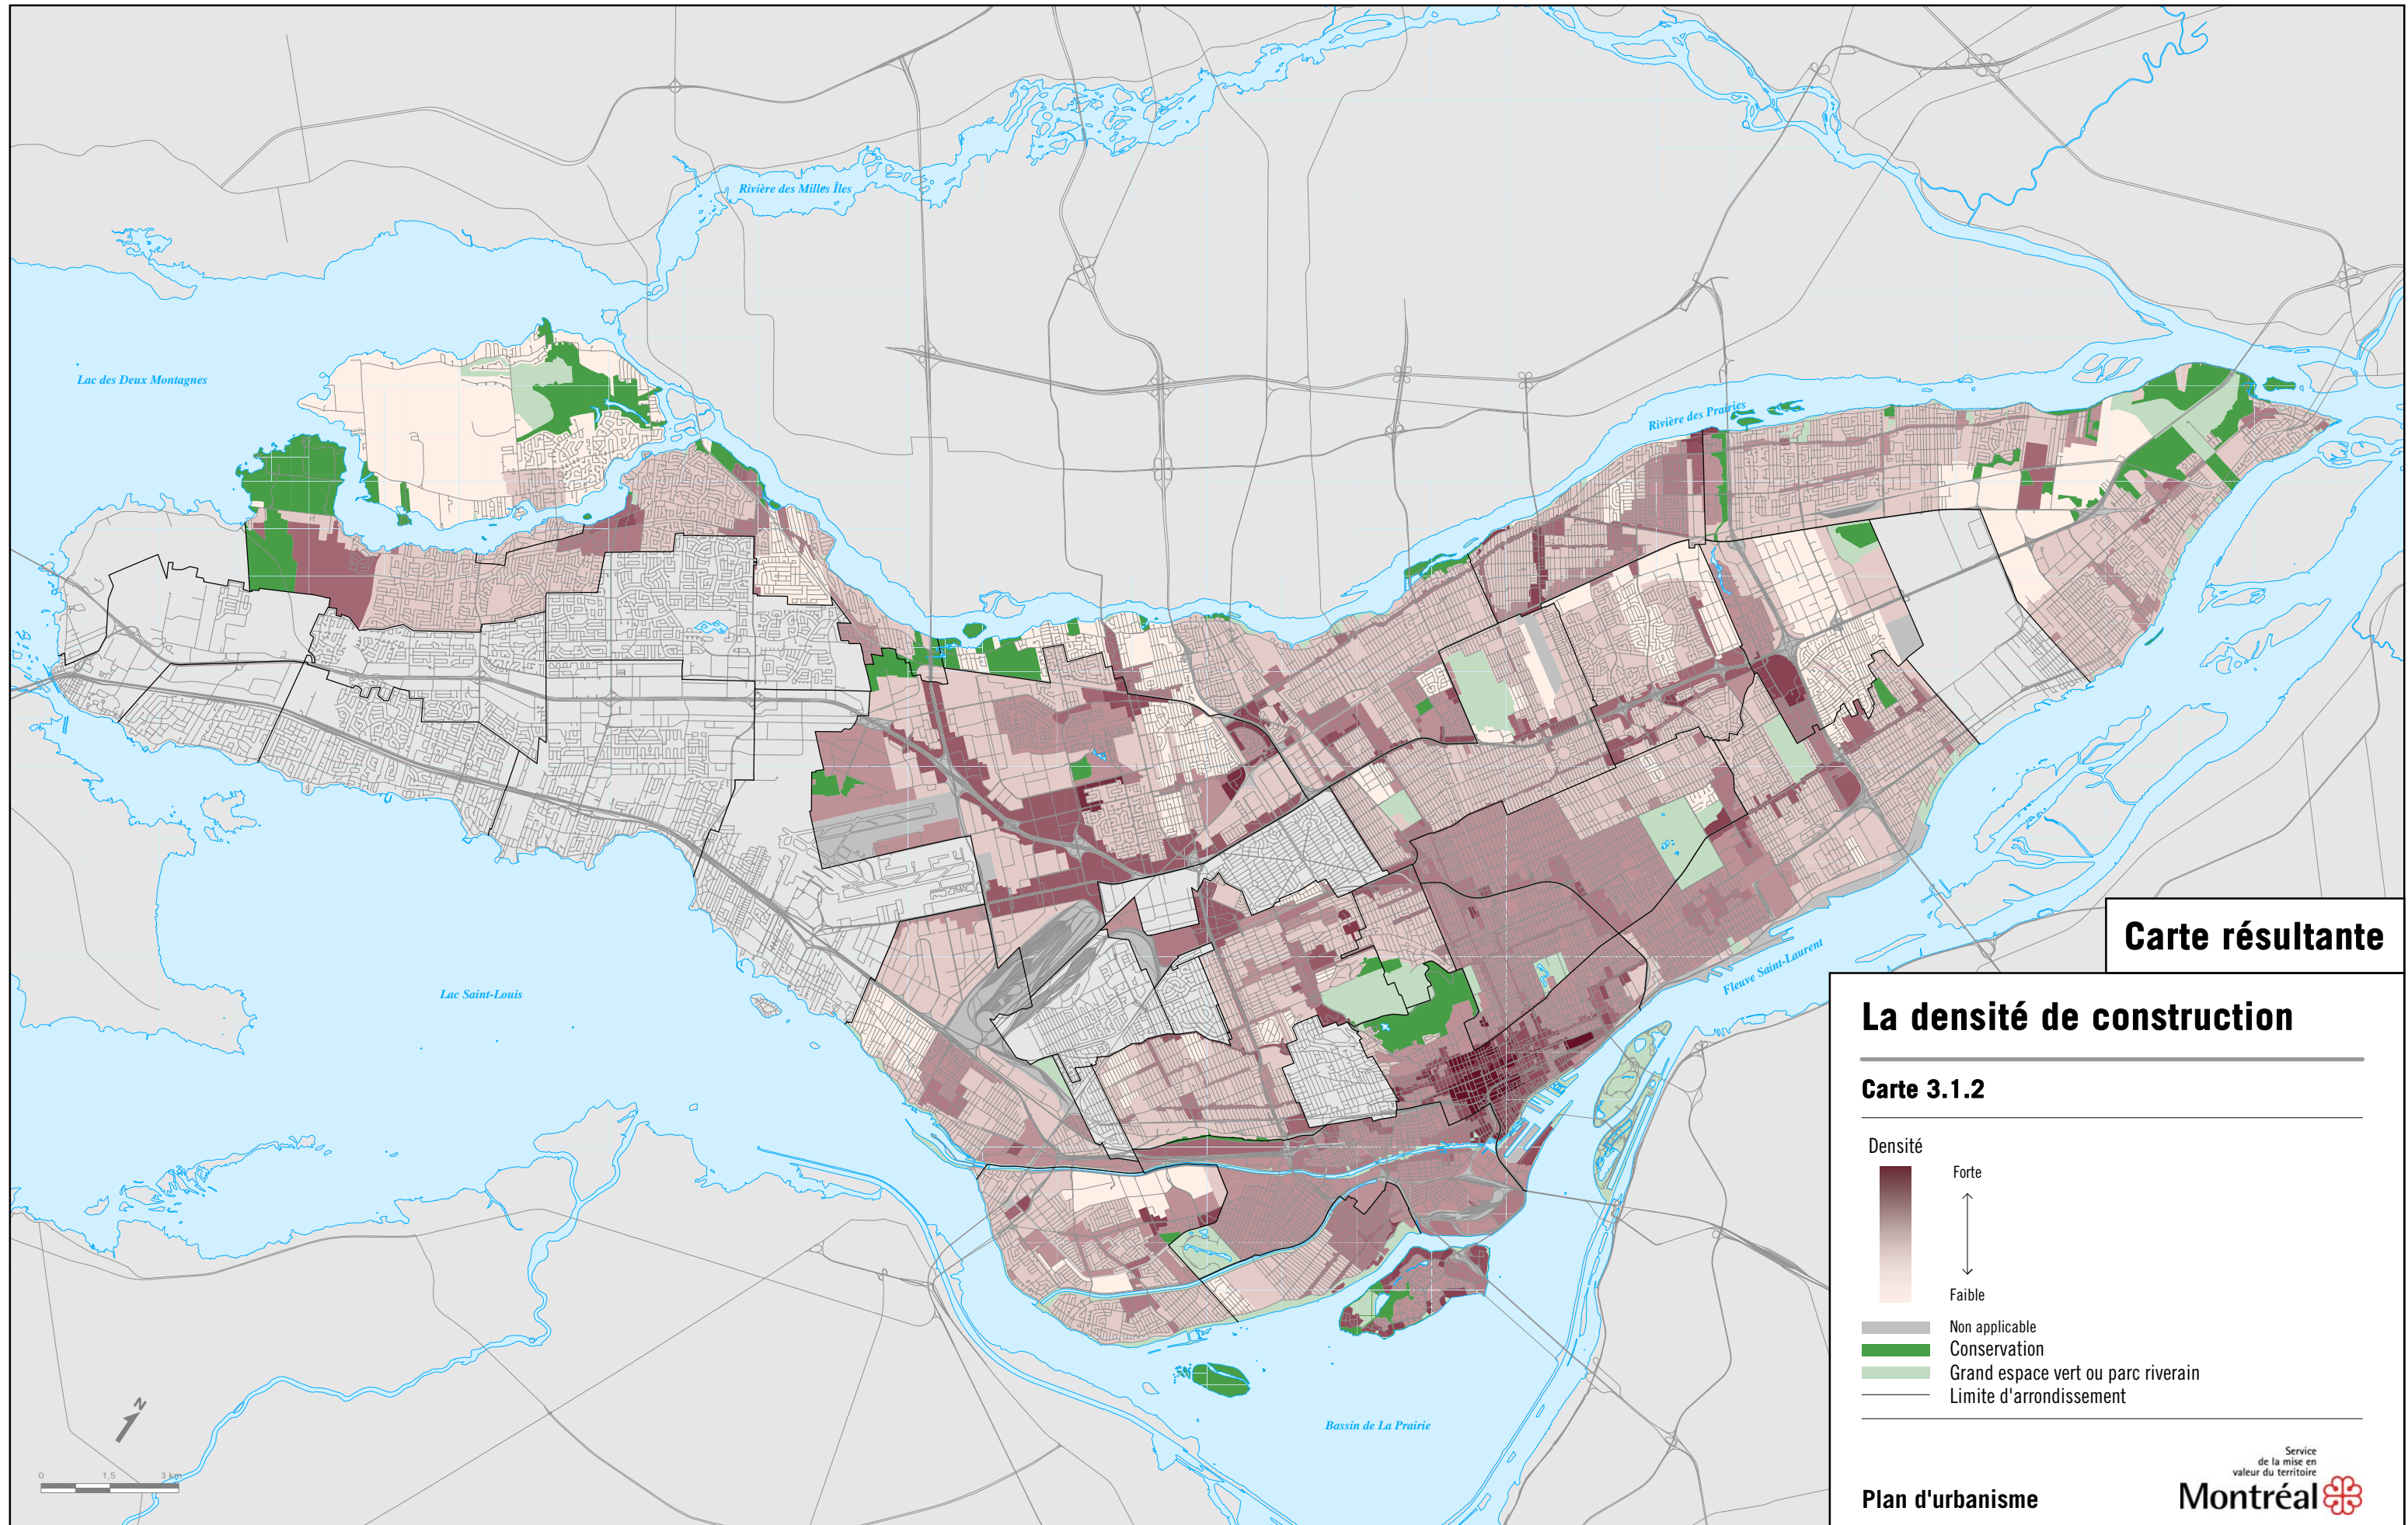 Rivière des Milles Îles
Lac des Deux Montagnes
Rivière des Prairies
Carte résultante
Fleuve Saint-Laurent
Lac Saint-Louis
La densité de construction
Carte 3.1.2
Densité
Forte
Faible
Non applicable
Conservation
Grand espace vert ou parc riverain
Limite d'arrondissement
Bassin de La Prairie
N
0 1,5 3 km
Service
de la mise en
valeur du territoire
Plan d'urbanisme
Montréal